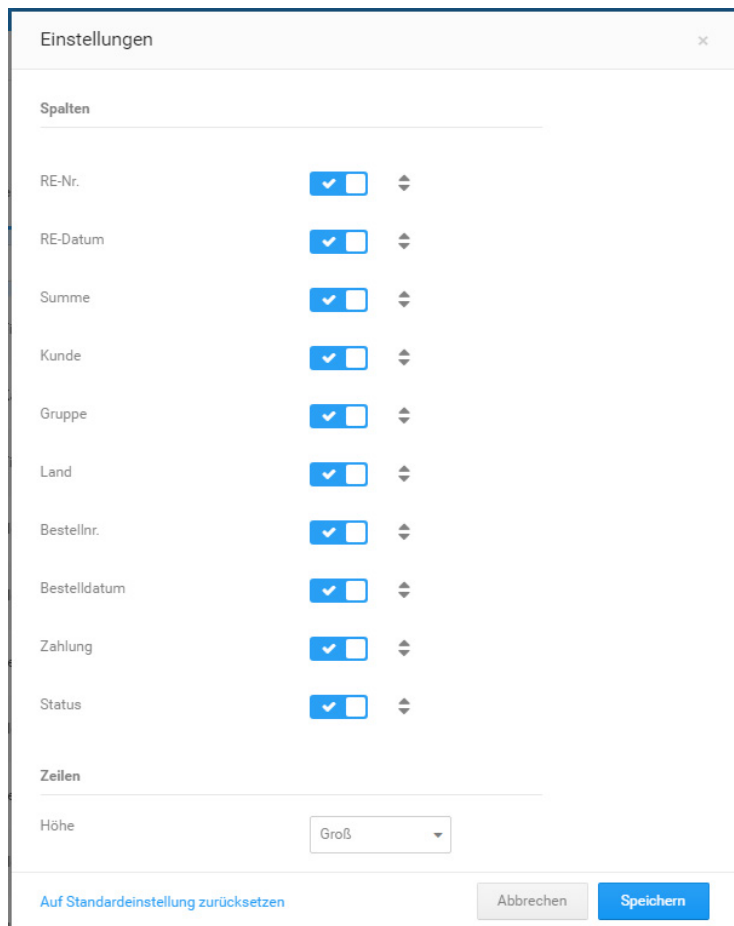 Einstellungen
×
Spalten
RE-Nr.
RE-Datum
Summe
Kunde
Gruppe
Land
Bestellnr.
Bestelldatum
Zahlung
Status
Zeilen
Höhe
Groß
Auf Standardeinstellung zurücksetzen
Abbrechen
Speichern